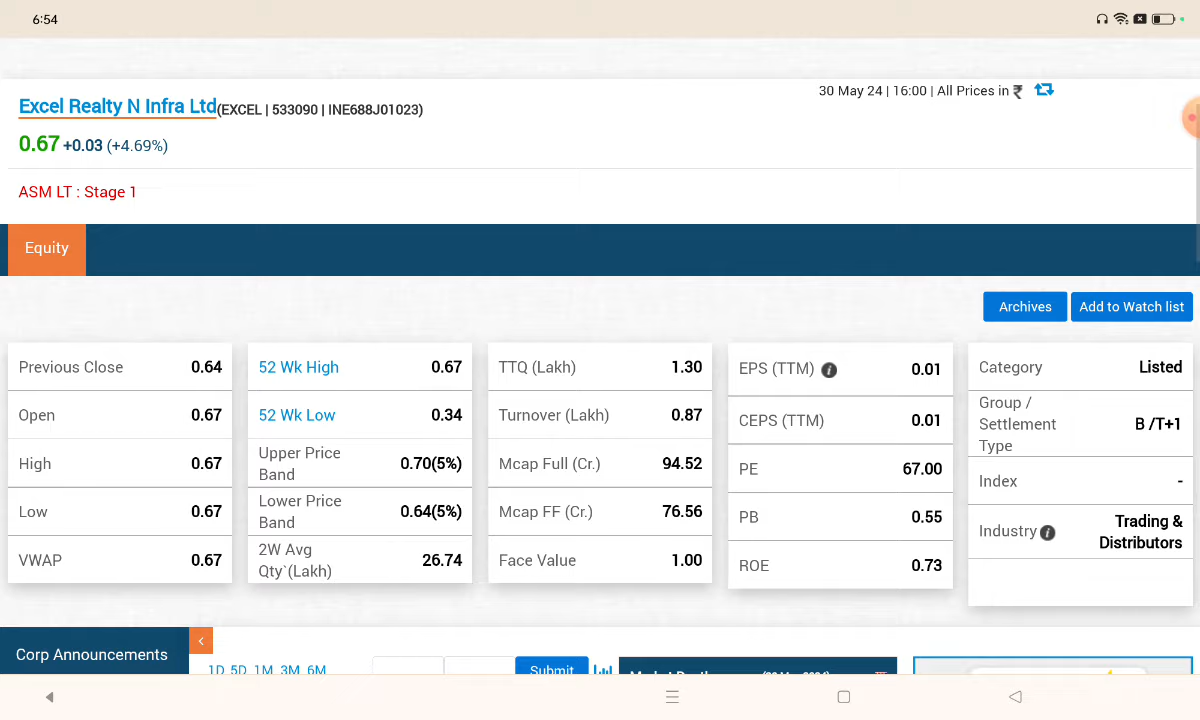 6:54
Excel Realty N Infra Ltd(EXCEL | 533090 | INE688J01023)
30 May 24 | 16:00 | All Prices in ₹
0.67 +0.03 (+4.69%)
ASM LT : Stage 1
Equity
Archives
Add to Watch list
Previous Close 0.64
Open 0.67
High 0.67
Low 0.67
VWAP 0.67
52 Wk High 0.67
52 Wk Low 0.34
Upper Price
Band 0.70(5%)
Lower Price
Band 0.64(5%)
2W Avg
Qty`(Lakh) 26.74
TTQ (Lakh) 1.30
Turnover (Lakh) 0.87
Mcap Full (Cr.) 94.52
Mcap FF (Cr.) 76.56
Face Value 1.00
EPS (TTM) 0.01
CEPS (TTM) 0.01
PE 67.00
PB 0.55
ROE 0.73
Category Listed
Group /
Settlement
Type B /T+1
Index -
Industry Trading &
Distributors
Corp Announcements
1D 5D 1M 3M 6M
Submit